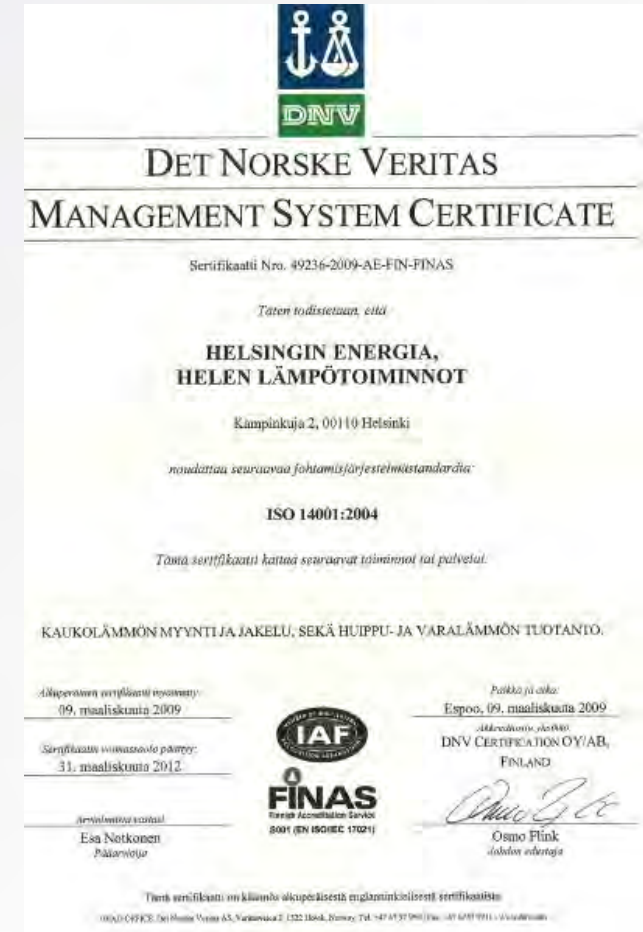 DNV
DET NORSKE VERITAS
MANAGEMENT SYSTEM CERTIFICATE
Sertifikaatti Nro. 49236-2009-AE-FIN-FINAS
Täten todistetaan, että
HELSINGIN ENERGIA,
HELEN LÄMPÖTOIMINNOT
Kampinkuja 2, 00110 Helsinki
noudattaa seuraavaa johtamisjärjestelmästandardia:
ISO 14001:2004
Tämä sertifikaatti kattaa seuraavat toiminnot tai palvelut:
KAUKOLÄMMÖN MYYNTI JA JAKELU, SEKÄ HUIPPU- JA VARALÄMMÖN TUOTANTO.
Alkuperäinen sertifikaatti myönnetty:
09. maaliskuuta 2009
Sertifikaatin voimassaolo päättyy:
31. maaliskuuta 2012
Esa Notkonen
Pääarvioija
IAF
FINAS
Finnish Accreditation Service
S001 (EN ISO/IEC 17021)
Paikka ja aika:
Espoo, 09. maaliskuuta 2009
DNV CERTIFICATION OY/AB,
FINLAND
Osmo Flink
Johdon edustaja
Tämä sertifikaatti on käännös alkuperäisestä englanninkielisestä sertifikaatista